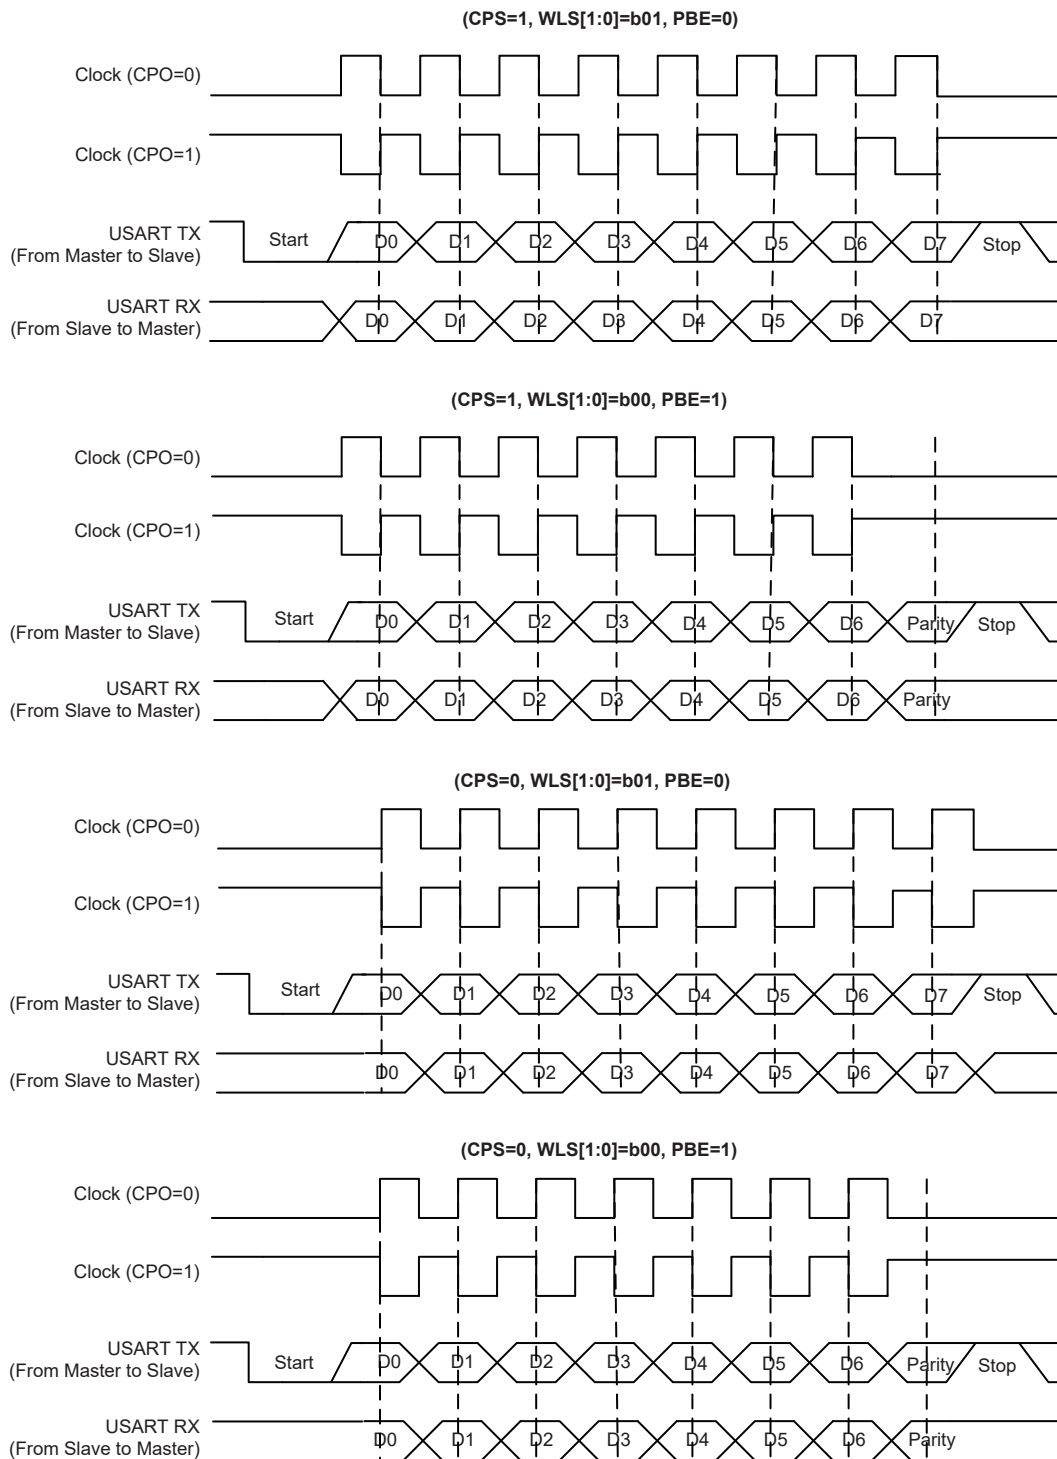 (CPS=1, WLS[1:0]=b01, PBE=0)
Clock (CPO=0)
Clock (CPO=1)
USART TX
(From Master to Slave)
Start D0 D1 D2 D3 D4 D5 D6 D7 Stop
USART RX
(From Slave to Master)
D0 D1 D2 D3 D4 D5 D6 D7
(CPS=1, WLS[1:0]=b00, PBE=1)
Clock (CPO=0)
Clock (CPO=1)
USART TX
(From Master to Slave)
Start D0 D1 D2 D3 D4 D5 D6 Parity Stop
USART RX
(From Slave to Master)
D0 D1 D2 D3 D4 D5 D6 Parity
(CPS=0, WLS[1:0]=b01, PBE=0)
Clock (CPO=0)
Clock (CPO=1)
USART TX
(From Master to Slave)
Start D0 D1 D2 D3 D4 D5 D6 D7 Stop
USART RX
(From Slave to Master)
D0 D1 D2 D3 D4 D5 D6 D7
(CPS=0, WLS[1:0]=b00, PBE=1)
Clock (CPO=0)
Clock (CPO=1)
USART TX
(From Master to Slave)
Start D0 D1 D2 D3 D4 D5 D6 Parity Stop
USART RX
(From Slave to Master)
D0 D1 D2 D3 D4 D5 D6 Parity